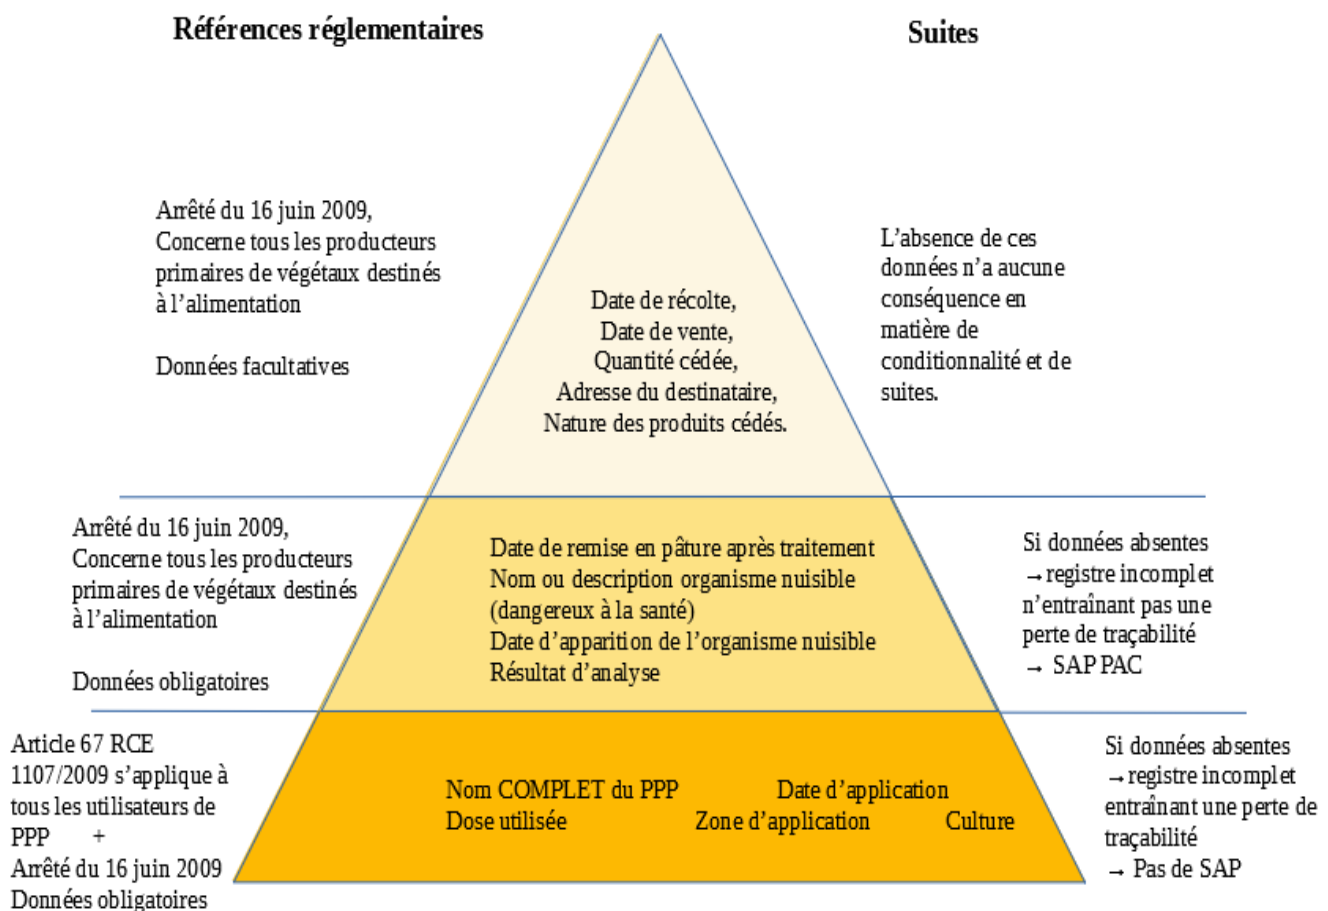 Références réglementaires
Suites
Arrêté du 16 juin 2009,
Concerne tous les producteurs
primaires de végétaux destinés
à l'alimentation
Données facultatives
Date de récolte,
Date de vente,
Quantité cédée,
Adresse du destinataire,
Nature des produits cédés.
L'absence de ces
données n'a aucune
conséquence en
matière de
conditionnalité et de
suites.
Arrêté du 16 juin 2009,
Concerne tous les producteurs
primaires de végétaux destinés
à l'alimentation
Données obligatoires
Date de remise en pâture après traitement
Nom ou description organisme nuisible
(dangereux à la santé)
Date d'apparition de l'organisme nuisible
Résultat d'analyse
Si données absentes
→registre incomplet
n'entraînant pas une
perte de traçabilité
→ SAP PAC
Article 67 RCE
1107/2009 s'applique à
tous les utilisateurs de
PPP +
Arrêté du 16 juin 2009
Données obligatoires
Nom COMPLET du PPP Date d'application
Dose utilisée Zone d'application Culture
Si données absentes
→registre incomplet
entraînant une perte de
traçabilité
→ Pas de SAP